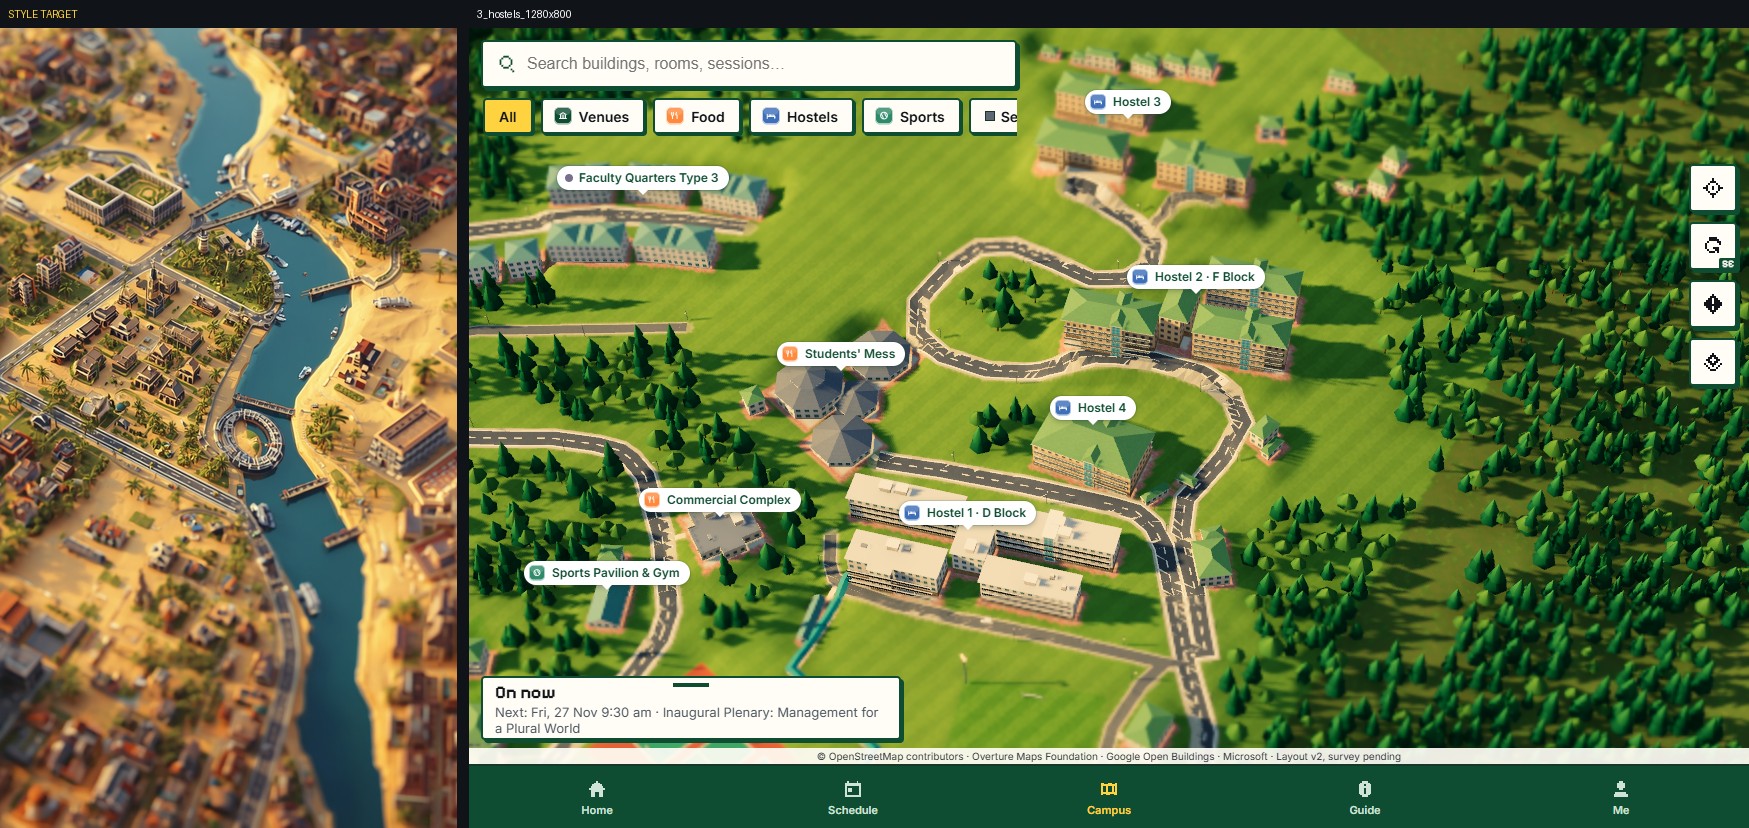 STYLE TARGET
3_hostels_1280x800
Search buildings, rooms, sessions...
All
Venues
Food
Hostels
Sports
Se
Hostel 3
Faculty Quarters Type 3
SE
Hostel 2 · F Block
Students' Mess
Hostel 4
Commercial Complex
Hostel 1 · D Block
Sports Pavilion & Gym
On now
Next: Fri, 27 Nov 9:30 am · Inaugural Plenary: Management for
a Plural World
© OpenStreetMap contributors · Overture Maps Foundation · Google Open Buildings · Microsoft · Layout v2, survey pending
Home
Schedule
Campus
Guide
Me